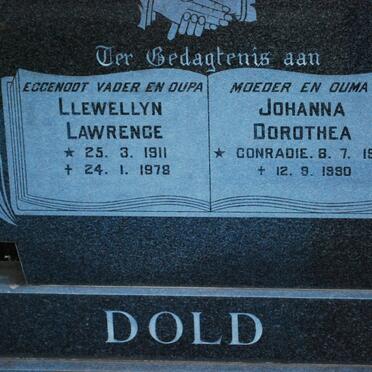 Ter Gedagtenis aan
EGGENOOT VADER EN OUPA
LLEWELLYN
LAWRENCE
★ 25. 3. 1911
✝ 24. 1. 1978
MOEDER EN OUMA
JOHANNA
DOROTHEA
★ CONRADIE. 8. 7.
✝ 12. 9. 1990
DOLD